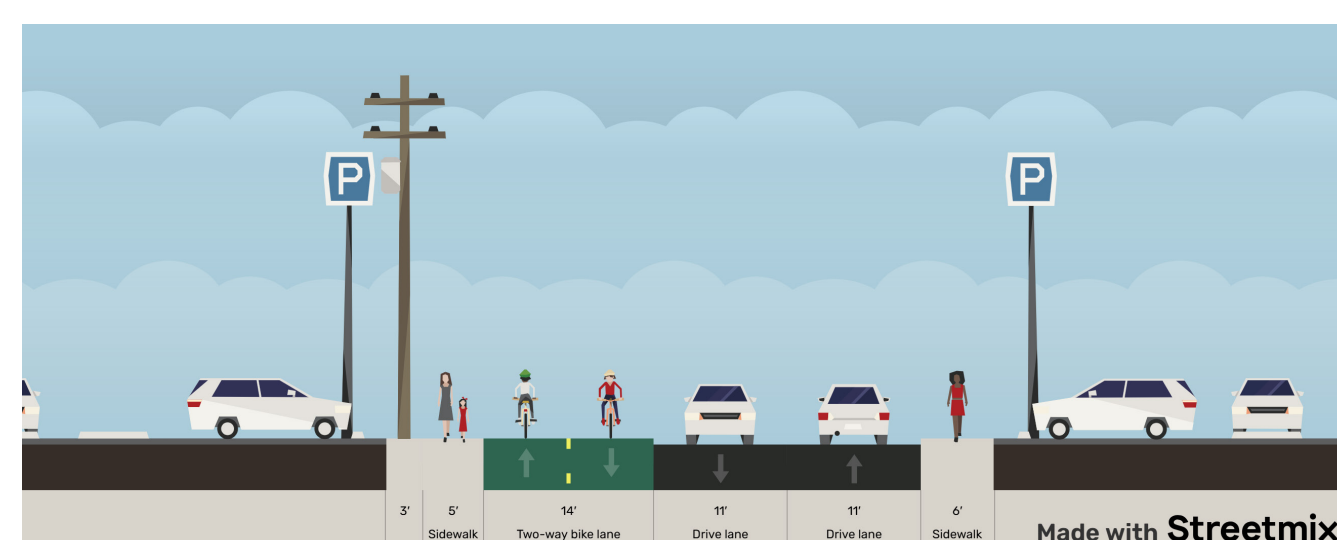 P
P
3′
5′
14′
11′
11′
6′
Sidewalk
Two-way bike lane
Drive lane
Drive lane
Sidewalk
Made with Streetmix